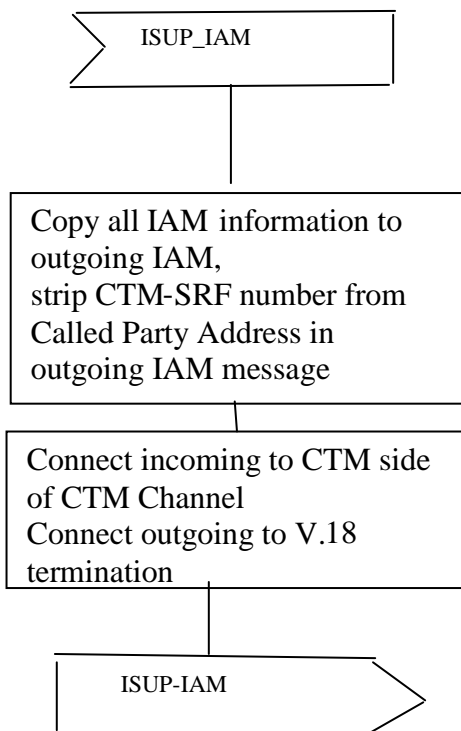 ISUP_IAM
Copy all IAM information to
outgoing IAM,
strip CTM-SRF number from
Called Party Address in
outgoing IAM message
Connect incoming to CTM side
of CTM Channel
Connect outgoing to V.18
termination
ISUP-IAM